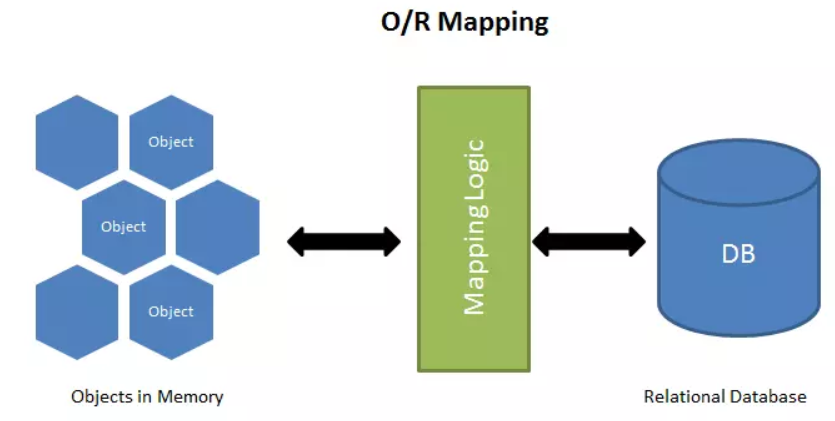 O/R Mapping
Object
Object
Object
Mapping Logic
DB
Objects in Memory
Relational Database